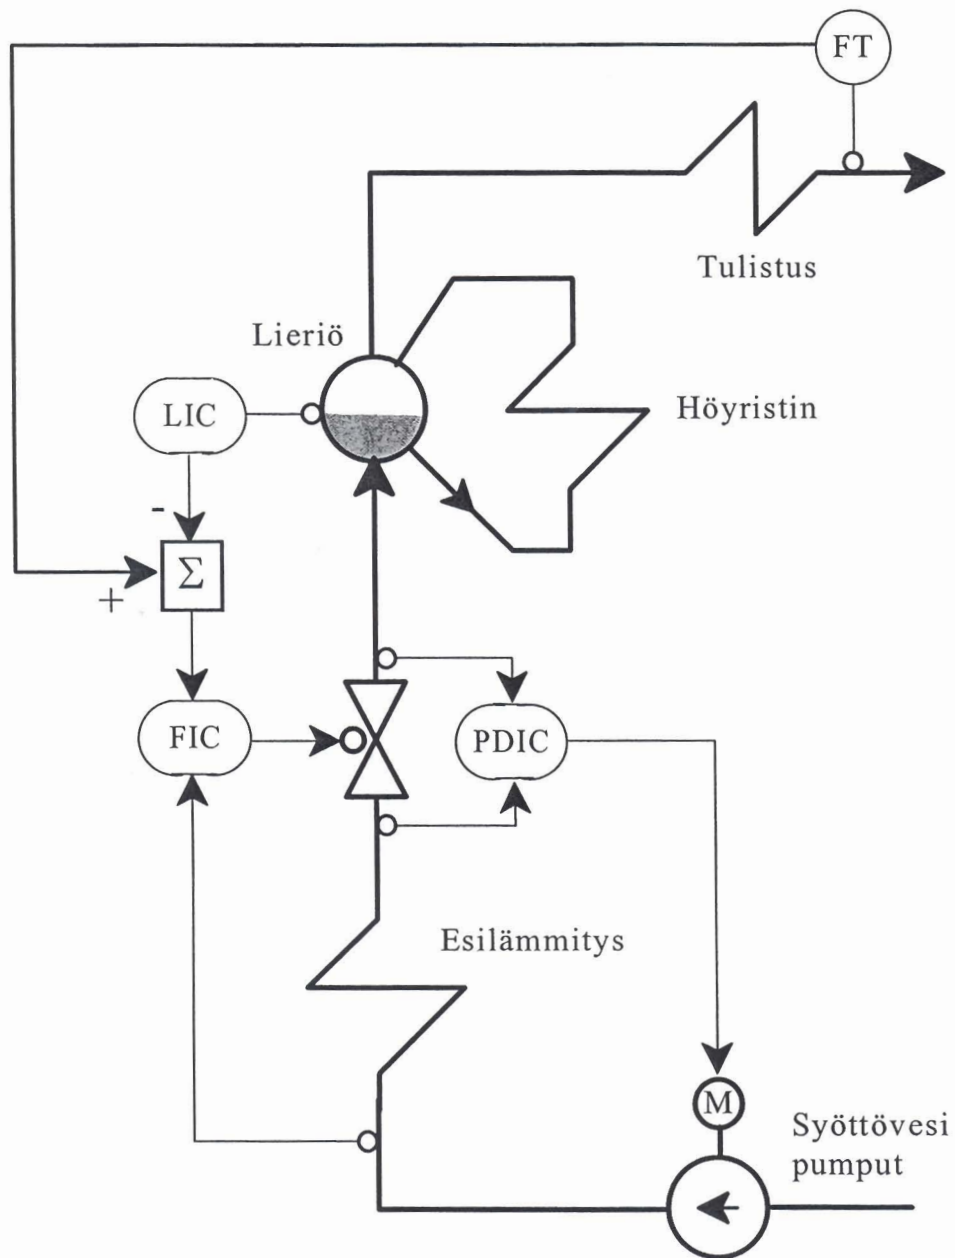 FT
Tulistus
Lieriö
LIC
Höyristin
-
Σ
+
FIC
PDIC
Esilämmitys
M
Syöttövesi
pumput